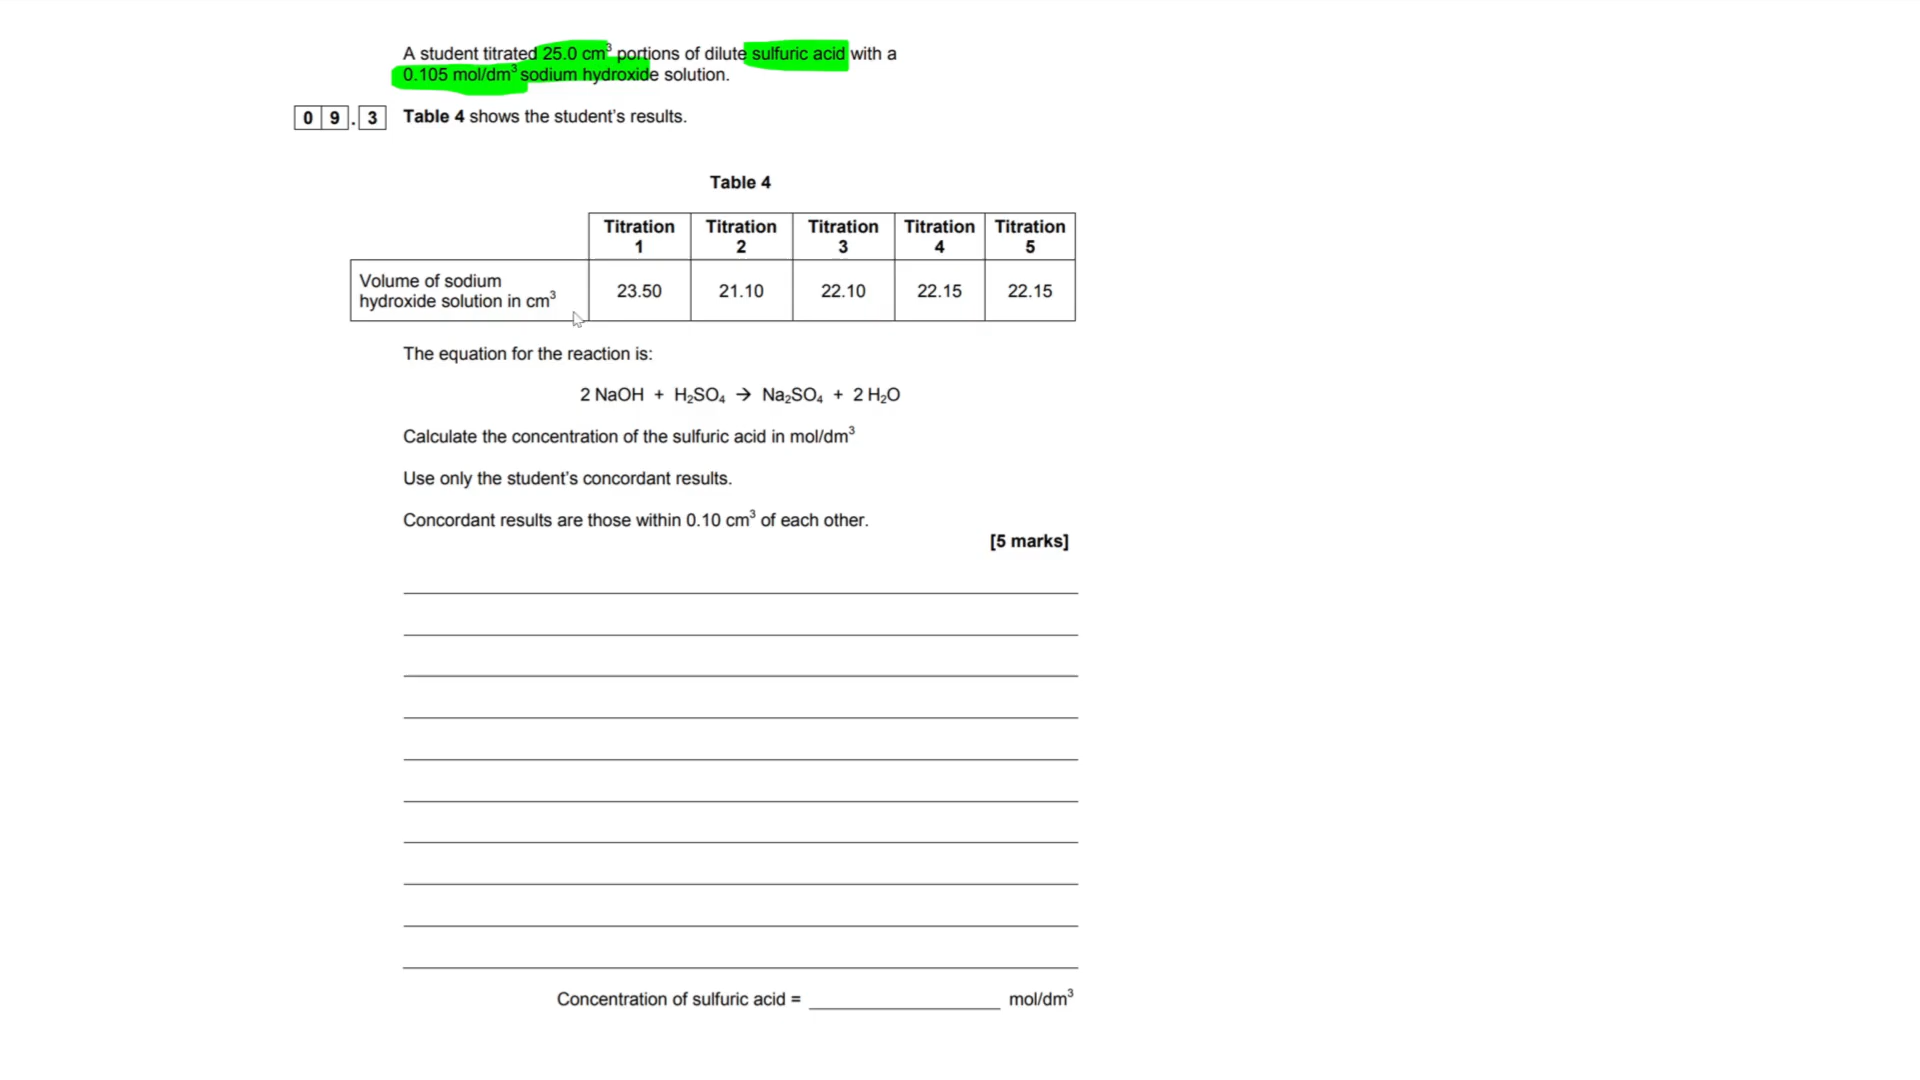 A student titrated 25.0 cm³ portions of dilute sulfuric acid with a
0.105 mol/dm³ sodium hydroxide solution.
0 9 . 3 Table 4 shows the student’s results.
Table 4
Titration 1 Titration 2 Titration 3 Titration 4 Titration 5
Volume of sodium hydroxide solution in cm³ 23.50 21.10 22.10 22.15 22.15
The equation for the reaction is:
2 NaOH + H₂SO₄ → Na₂SO₄ + 2 H₂O
Calculate the concentration of the sulfuric acid in mol/dm³
Use only the student’s concordant results.
Concordant results are those within 0.10 cm³ of each other.
[5 marks]
Concentration of sulfuric acid = mol/dm³